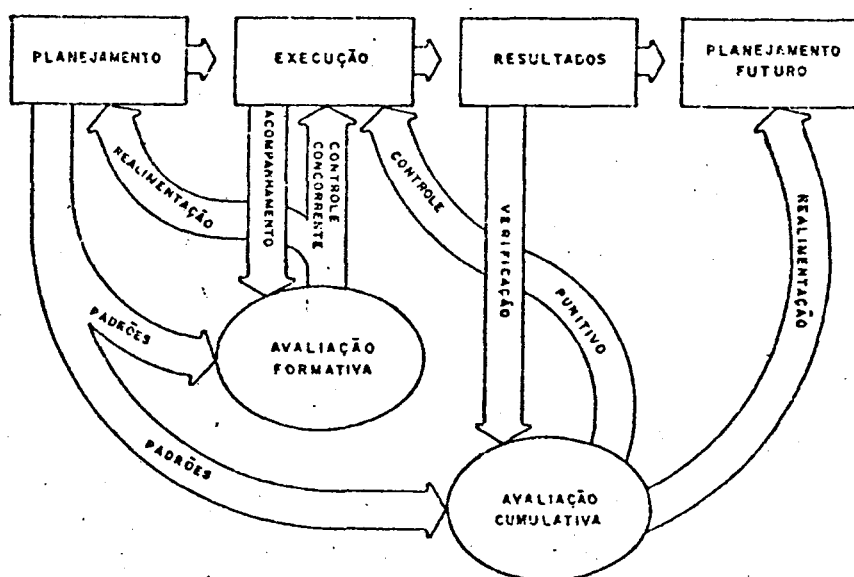 PLANEJAMENTO
EXECUÇÃO
RESULTADOS
PLANEJAMENTO
FUTURO
REALIMENTAÇÃO
ACOMPANHAMENTO
CONTROLE
CONCORRENTE
CONTROLE
PUNITIVO
VERIFICAÇÃO
REALIMENTAÇÃO
PADRÕES
AVALIAÇÃO
FORMATIVA
PADRÕES
AVALIAÇÃO
CUMULATIVA